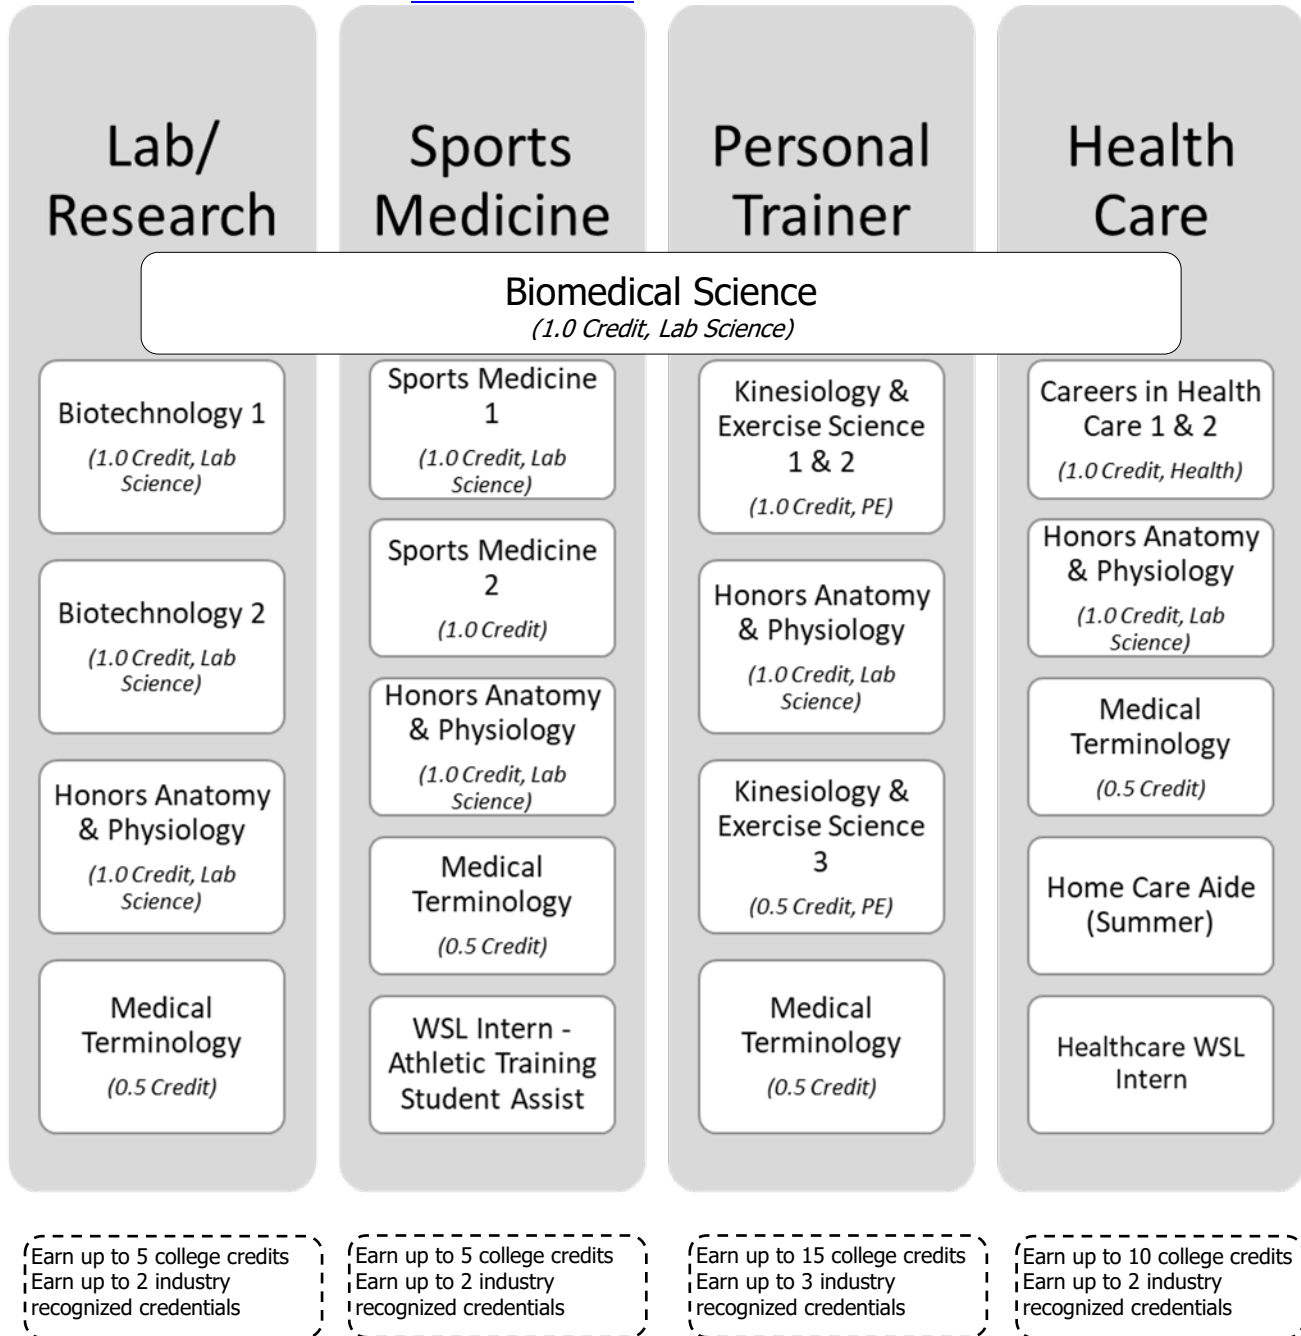 Lab/
Research
Sports
Medicine
Personal
Trainer
Health
Care
Biomedical Science
(1.0 Credit, Lab Science)
Biotechnology 1
(1.0 Credit, Lab
Science)
Biotechnology 2
(1.0 Credit, Lab
Science)
Honors Anatomy
& Physiology
(1.0 Credit, Lab
Science)
Medical
Terminology
(0.5 Credit)
Sports Medicine
1
(1.0 Credit, Lab
Science)
Sports Medicine
2
(1.0 Credit)
Honors Anatomy
& Physiology
(1.0 Credit, Lab
Science)
Medical
Terminology
(0.5 Credit)
WSL Intern -
Athletic Training
Student Assist
Kinesiology &
Exercise Science
1 & 2
(1.0 Credit, PE)
Honors Anatomy
& Physiology
(1.0 Credit, Lab
Science)
Kinesiology &
Exercise Science
3
(0.5 Credit, PE)
Medical
Terminology
(0.5 Credit)
Careers in Health
Care 1 & 2
(1.0 Credit, Health)
Honors Anatomy
& Physiology
(1.0 Credit, Lab
Science)
Medical
Terminology
(0.5 Credit)
Home Care Aide
(Summer)
Healthcare WSL
Intern
Earn up to 5 college credits
Earn up to 2 industry
recognized credentials
Earn up to 5 college credits
Earn up to 2 industry
recognized credentials
Earn up to 15 college credits
Earn up to 3 industry
recognized credentials
Earn up to 10 college credits
Earn up to 2 industry
recognized credentials